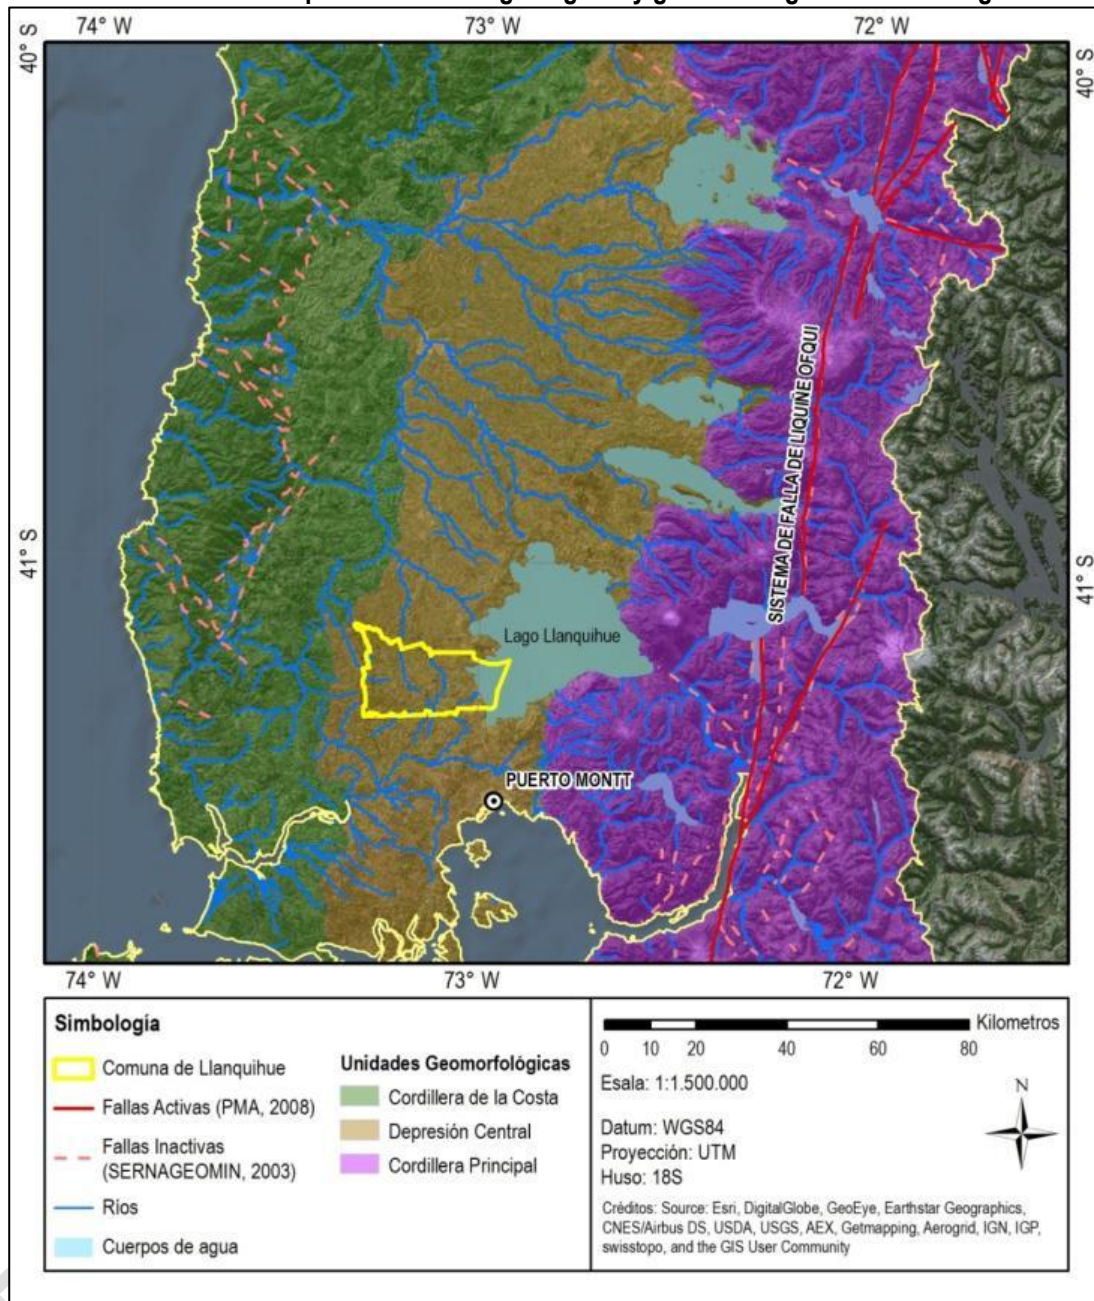 74° W 73° W 72° W
40° S
40° S
SISTEMA DE FALLA DE LIQUIÑE OFQUI
41° S
41° S
Lago Llanquihue
PUERTO MONTT
74° W 73° W 72° W
Simbología
Comuna de Llanquihue
Fallas Activas (PMA, 2008)
Fallas Inactivas
(SERNAGEOMIN, 2003)
Ríos
Cuerpos de agua
Unidades Geomorfológicas
Cordillera de la Costa
Depresión Central
Cordillera Principal
Kilometros
0 10 20 40 60 80
Esala: 1:1.500.000
N
Datum: WGS84
Proyección: UTM
Huso: 18S
Créditos: Source: Esri, DigitalGlobe, GeoEye, Earthstar Geographics,
CNES/Airbus DS, USDA, USGS, AEX, Getmapping, Aerogrid, IGN, IGP,
swisstopo, and the GIS User Community